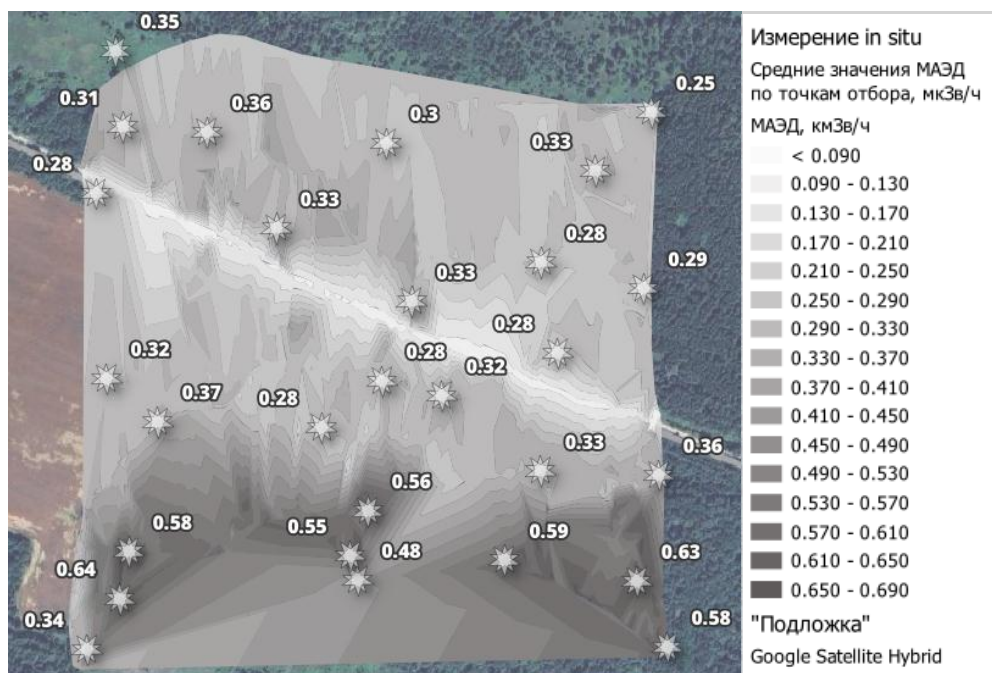 0.35
0.31
0.36
0.3
0.25
0.33
0.28
0.33
0.28
0.29
0.33
0.28
0.28
0.32
0.32
0.37
0.28
0.33
0.36
0.56
0.58
0.55
0.48
0.59
0.64
0.63
0.34
0.58
Измерение in situ
Средние значения МАЭД
по точкам отбора, мкЗв/ч
МАЭД, кмЗв/ч
< 0.090
0.090 - 0.130
0.130 - 0.170
0.170 - 0.210
0.210 - 0.250
0.250 - 0.290
0.290 - 0.330
0.330 - 0.370
0.370 - 0.410
0.410 - 0.450
0.450 - 0.490
0.490 - 0.530
0.530 - 0.570
0.570 - 0.610
0.610 - 0.650
0.650 - 0.690
"Подложка"
Google Satellite Hybrid